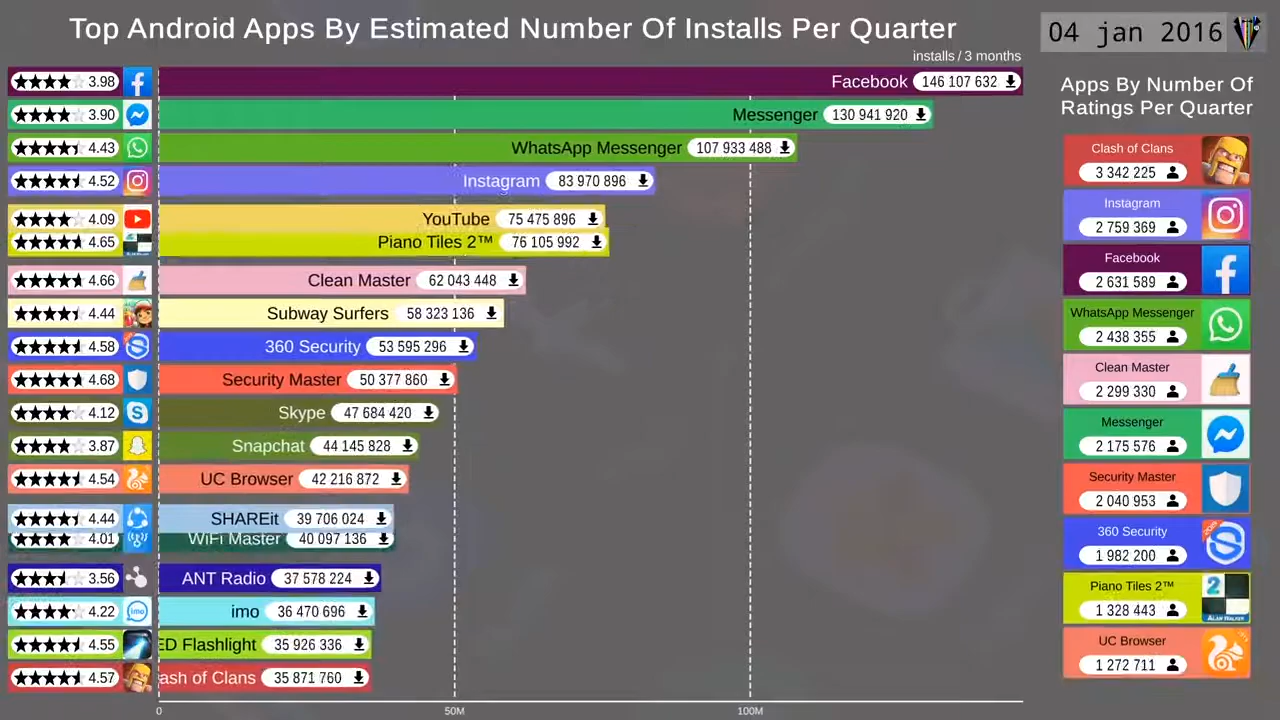 Top Android Apps By Estimated Number Of Installs Per Quarter
04 jan 2016
installs / 3 months
3.98 Facebook 146 107 632
3.90 Messenger 130 941 920
4.43 WhatsApp Messenger 107 933 488
4.52 Instagram 83 970 896
4.09 YouTube 75 475 896
4.65 Piano Tiles 2™ 76 105 992
4.66 Clean Master 62 043 448
4.44 Subway Surfers 58 323 136
4.58 360 Security 53 595 296
4.68 Security Master 50 377 860
4.12 Skype 47 684 420
3.87 Snapchat 44 145 828
4.54 UC Browser 42 216 872
4.44 SHAREit 39 706 024
4.01 WiFi Master 40 097 136
3.56 ANT Radio 37 578 224
4.22 imo imo 36 470 696
4.55 ED Flashlight 35 926 336
4.57 ash of Clans 35 871 760
0 50M 100M
Apps By Number Of
Ratings Per Quarter
Clash of Clans
3 342 225
Instagram
2 759 369
Facebook
2 631 589
WhatsApp Messenger
2 438 355
Clean Master
2 299 330
Messenger
2 175 576
Security Master
2 040 953
360 Security
1 982 200
Piano Tiles 2™
1 328 443
2
ALAN WALKER
UC Browser
1 272 711